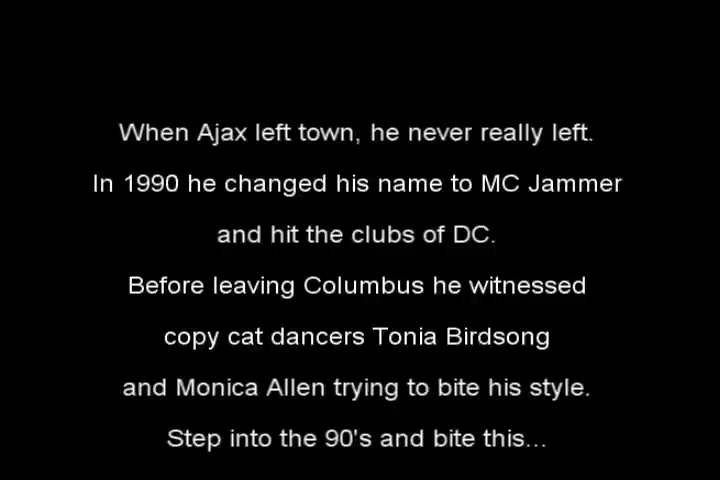 When Ajax left town, he never really left.
In 1990 he changed his name to MC Jammer
and hit the clubs of DC.
Before leaving Columbus he witnessed
copy cat dancers Tonia Birdsong
and Monica Allen trying to bite his style.
Step into the 90's and bite this...